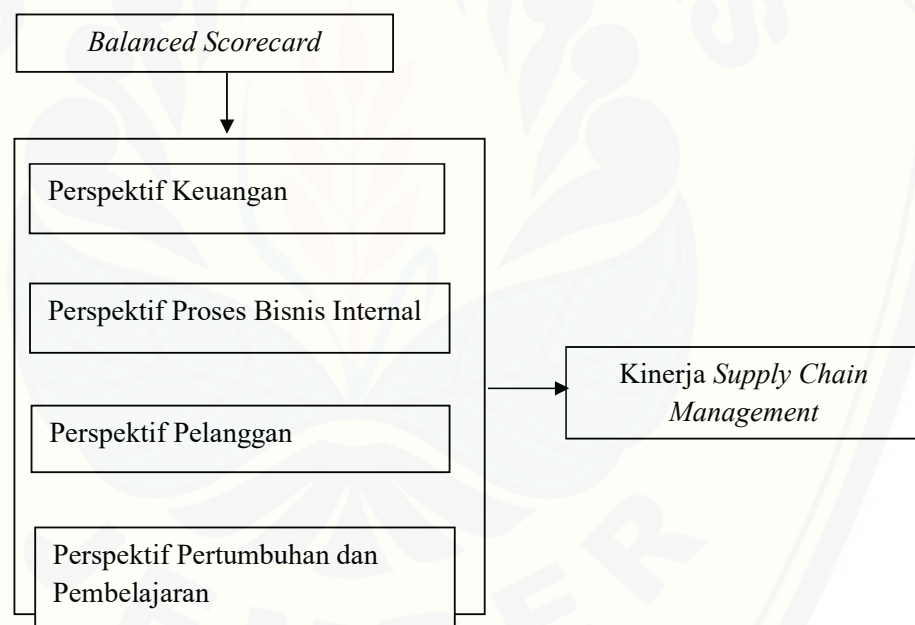 Balanced Scorecard
Perspektif Keuangan
Perspektif Proses Bisnis Internal
Perspektif Pelanggan
Perspektif Pertumbuhan dan
Pembelajaran
Kinerja Supply Chain
Management